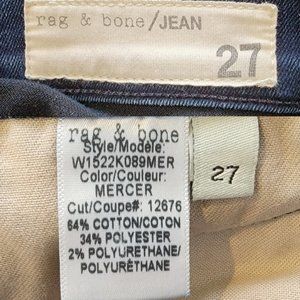 rag & bone/JEAN
27
rag & bone
Style/Modèle:
W1522K089MER
Color/Couleur:
MERCER
Cut/Coupe#: 12676
64% COTTON/COTON
34% POLYESTER
2% POLYURETHANE/
POLYURÉTHANE
27